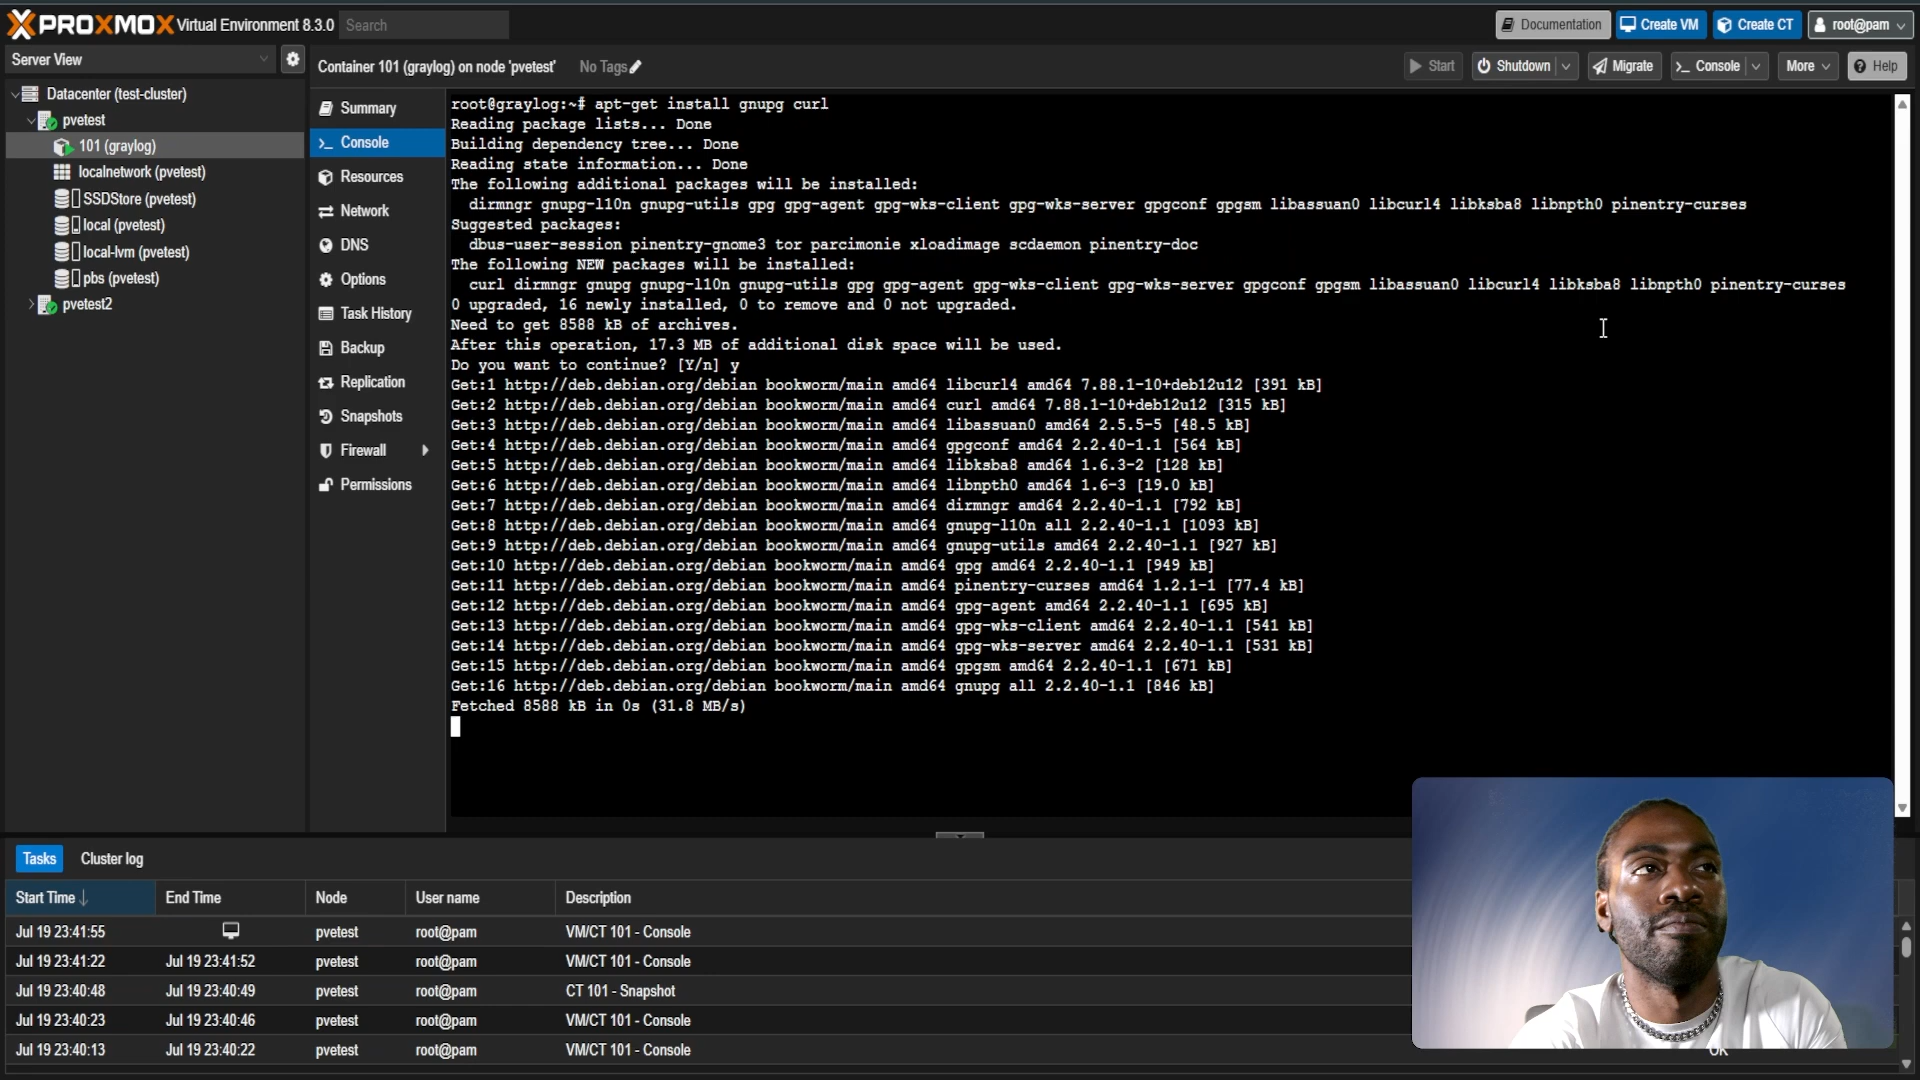 PROXMOX Virtual Environment 8.3.0 Search Documentation Create VM Create CT root@pam
Server View
Container 101 (graylog) on node 'pvetest' No Tags Start Shutdown Migrate Console More Help
Datacenter (test-cluster)
pvetest
101 (graylog)
localnetwork (pvetest)
SSDStore (pvetest)
local (pvetest)
local-lvm (pvetest)
pbs (pvetest)
pvetest2
Summary
Console
Resources
Network
DNS
Options
Task History
Backup
Replication
Snapshots
Firewall
Permissions
root@graylog:~# apt-get install gnupg curl
Reading package lists... Done
Building dependency tree... Done
Reading state information... Done
The following additional packages will be installed:
dirmngr gnupg-l10n gnupg-utils gpg gpg-agent gpg-wks-client gpg-wks-server gpgconf gpgsm libassuan0 libcurl4 libksba8 libnpth0 pinentry-curses
Suggested packages:
dbus-user-session pinentry-gnome3 tor parcimonie xloadimage scdaemon pinentry-doc
The following NEW packages will be installed:
curl dirmngr gnupg gnupg-l10n gnupg-utils gpg gpg-agent gpg-wks-client gpg-wks-server gpgconf gpgsm libassuan0 libcurl4 libksba8 libnpth0 pinentry-curses
0 upgraded, 16 newly installed, 0 to remove and 0 not upgraded.
Need to get 8588 kB of archives.
After this operation, 17.3 MB of additional disk space will be used.
Do you want to continue? [Y/n] y
Get:1 http://deb.debian.org/debian bookworm/main amd64 libcurl4 amd64 7.88.1-10+deb12u12 [391 kB]
Get:2 http://deb.debian.org/debian bookworm/main amd64 curl amd64 7.88.1-10+deb12u12 [315 kB]
Get:3 http://deb.debian.org/debian bookworm/main amd64 libassuan0 amd64 2.5.5-5 [48.5 kB]
Get:4 http://deb.debian.org/debian bookworm/main amd64 gpgconf amd64 2.2.40-1.1 [564 kB]
Get:5 http://deb.debian.org/debian bookworm/main amd64 libksba8 amd64 1.6.3-2 [128 kB]
Get:6 http://deb.debian.org/debian bookworm/main amd64 libnpth0 amd64 1.6-3 [19.0 kB]
Get:7 http://deb.debian.org/debian bookworm/main amd64 dirmngr amd64 2.2.40-1.1 [792 kB]
Get:8 http://deb.debian.org/debian bookworm/main amd64 gnupg-l10n all 2.2.40-1.1 [1093 kB]
Get:9 http://deb.debian.org/debian bookworm/main amd64 gnupg-utils amd64 2.2.40-1.1 [927 kB]
Get:10 http://deb.debian.org/debian bookworm/main amd64 gpg amd64 2.2.40-1.1 [949 kB]
Get:11 http://deb.debian.org/debian bookworm/main amd64 pinentry-curses amd64 1.2.1-1 [77.4 kB]
Get:12 http://deb.debian.org/debian bookworm/main amd64 gpg-agent amd64 2.2.40-1.1 [695 kB]
Get:13 http://deb.debian.org/debian bookworm/main amd64 gpg-wks-client amd64 2.2.40-1.1 [541 kB]
Get:14 http://deb.debian.org/debian bookworm/main amd64 gpg-wks-server amd64 2.2.40-1.1 [531 kB]
Get:15 http://deb.debian.org/debian bookworm/main amd64 gpgsm amd64 2.2.40-1.1 [671 kB]
Get:16 http://deb.debian.org/debian bookworm/main amd64 gnupg all 2.2.40-1.1 [846 kB]
Fetched 8588 kB in 0s (31.8 MB/s)
Tasks Cluster log
Start Time End Time Node User name Description
Jul 19 23:41:55 pvetest root@pam VM/CT 101 - Console
Jul 19 23:41:22 Jul 19 23:41:52 pvetest root@pam VM/CT 101 - Console
Jul 19 23:40:48 Jul 19 23:40:49 pvetest root@pam CT 101 - Snapshot
Jul 19 23:40:23 Jul 19 23:40:46 pvetest root@pam VM/CT 101 - Console
Jul 19 23:40:13 Jul 19 23:40:22 pvetest root@pam VM/CT 101 - Console OK